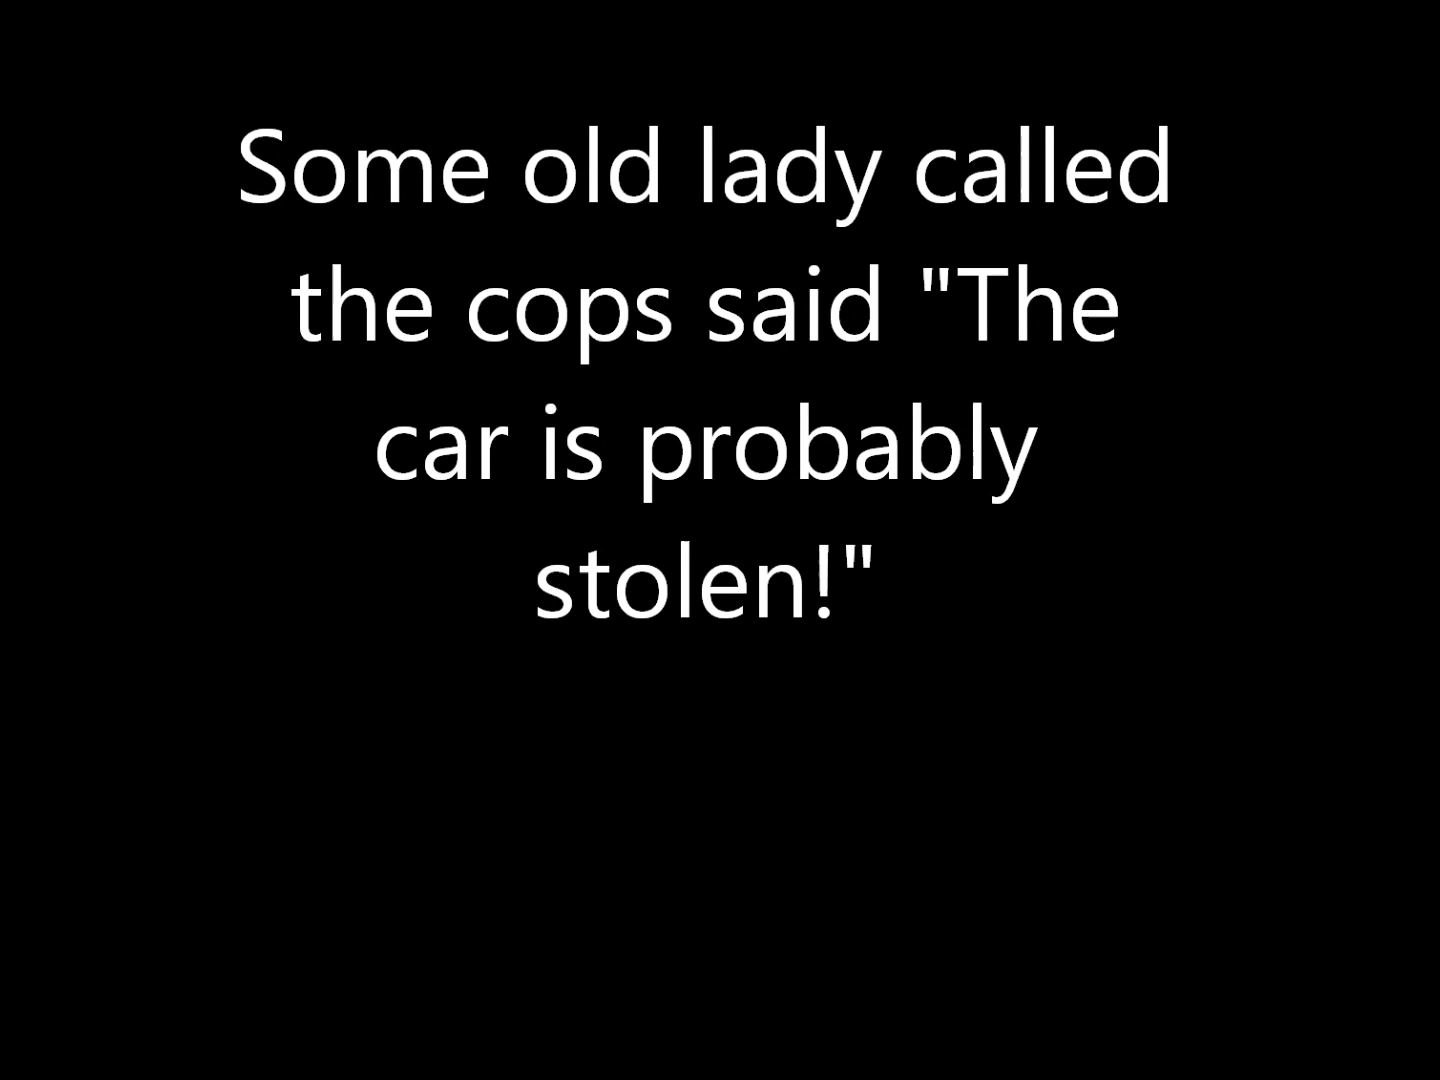 Some old lady called
the cops said "The
car is probably
stolen!"